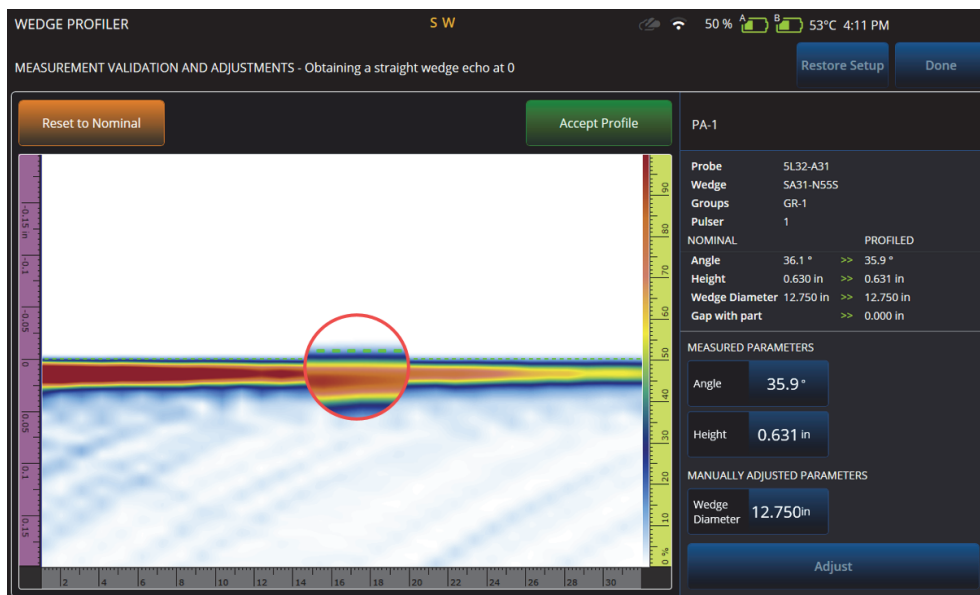 WEDGE PROFILER
S W
50 % A B 53°C 4:11 PM
MEASUREMENT VALIDATION AND ADJUSTMENTS - Obtaining a straight wedge echo at 0
Restore Setup
Done
Reset to Nominal
Accept Profile
-0.15 in
-0.1
-0.05
0
0.05
0.1
0.15
90
80
70
60
50
40
30
20
10
0 %
2 4 6 8 10 12 14 16 18 20 22 24 26 28 30
PA-1
Probe 5L32-A31
Wedge SA31-N55S
Groups GR-1
Pulser 1
NOMINAL PROFILED
Angle 36.1 ° >> 35.9 °
Height 0.630 in >> 0.631 in
Wedge Diameter 12.750 in >> 12.750 in
Gap with part >> 0.000 in
MEASURED PARAMETERS
Angle 35.9 °
Height 0.631 in
MANUALLY ADJUSTED PARAMETERS
Wedge
Diameter
12.750in
Adjust